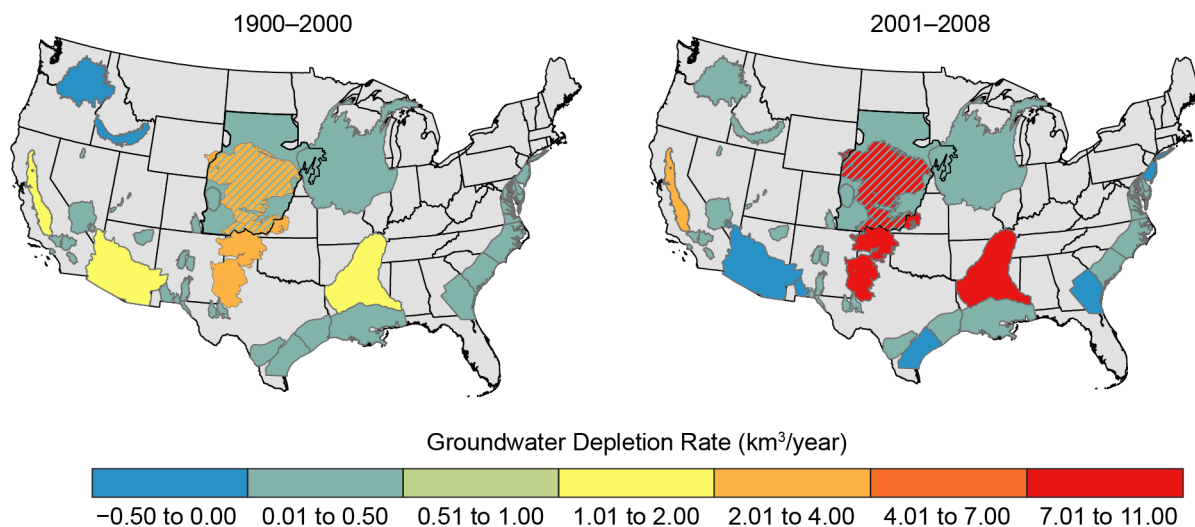 1900–2000
2001–2008
Groundwater Depletion Rate (km³/year)
−0.50 to 0.00
0.01 to 0.50
0.51 to 1.00
1.01 to 2.00
2.01 to 4.00
4.01 to 7.00
7.01 to 11.00